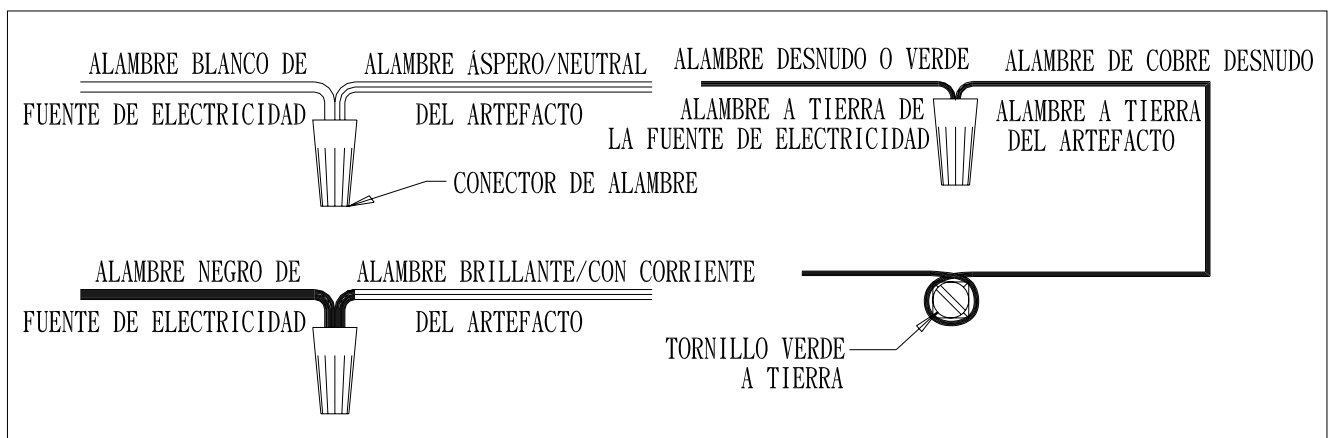 ALAMBRE BLANCO DE
FUENTE DE ELECTRICIDAD
ALAMBRE ÁSPERO/NEUTRAL
DEL ARTEFACTO
CONECTOR DE ALAMBRE
ALAMBRE DESNUDO O VERDE
ALAMBRE A TIERRA DE
LA FUENTE DE ELECTRICIDAD
ALAMBRE DE COBRE DESNUDO
ALAMBRE A TIERRA
DEL ARTEFACTO
ALAMBRE NEGRO DE
FUENTE DE ELECTRICIDAD
ALAMBRE BRILLANTE/CON CORRIENTE
DEL ARTEFACTO
TORNILLO VERDE
A TIERRA